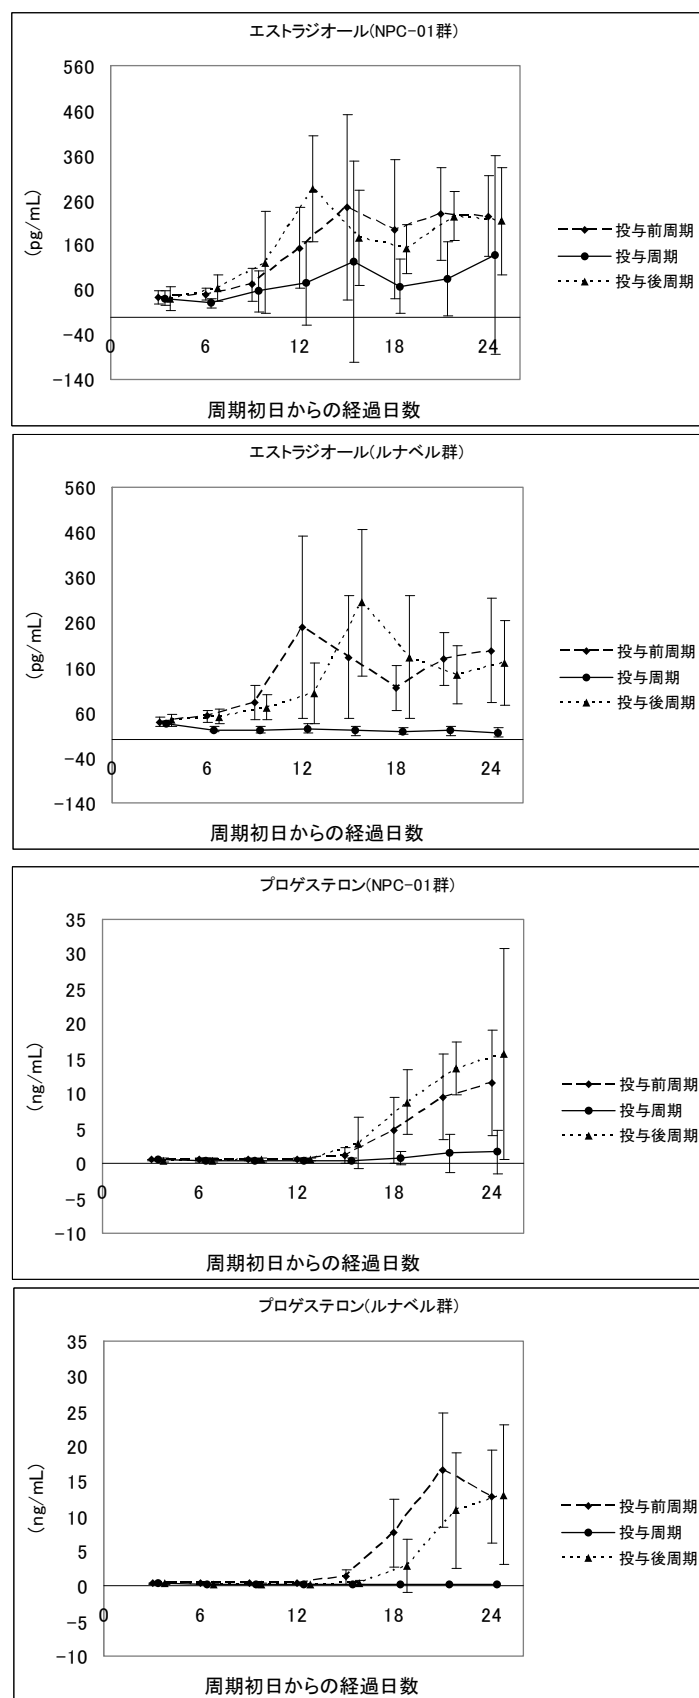 エストラジオール(NPC-01群)
560
460
360
260
160
60
-40
-140
(pg/mL)
0 6 12 18 24
周期初日からの経過日数
投与前周期
投与周期
投与後周期
エストラジオール(ルナベル群)
560
460
360
260
160
60
-40
-140
(pg/mL)
0 6 12 18 24
周期初日からの経過日数
投与前周期
投与周期
投与後周期
プロゲステロン(NPC-01群)
35
30
25
20
15
10
5
0
-5
-10
(ng/mL)
0 6 12 18 24
周期初日からの経過日数
投与前周期
投与周期
投与後周期
プロゲステロン(ルナベル群)
35
30
25
20
15
10
5
0
-5
-10
(ng/mL)
0 6 12 18 24
周期初日からの経過日数
投与前周期
投与周期
投与後周期